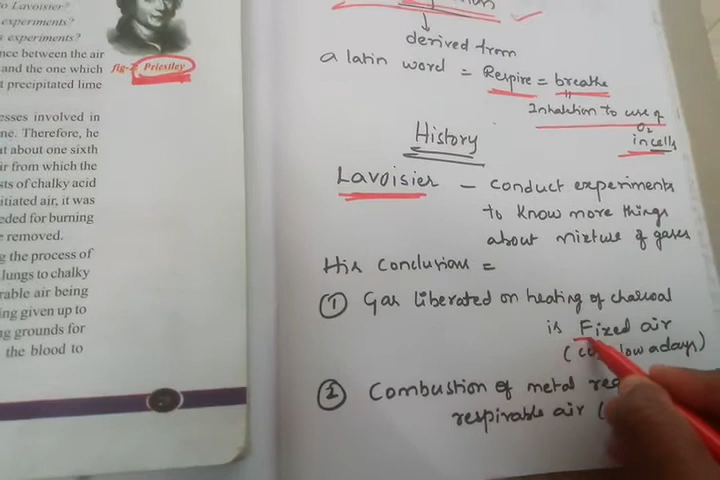 to Lavoisier?
experiments?
experiments?
nce between the air
and the one which
t precipitated lime
fig-2 Priestley
esses involved in
ne. Therefore, he
at about one sixth
ir from which the
sts of chalky acid
itiated air, it was
eded for burning
removed.
g the process of
lungs to chalky
rable air being
ing given up to
ng grounds for
the blood to
derived from
a latin word = Respire = breathe
Inhalation to use of
O2
in cells
History
Lavoisier - conduct experiments
to know more things
about mixture of gases
His conclusions =
① Gas liberated on heating of charcoal
is Fixed air
adays)
② Combustion of metal
respirable air (